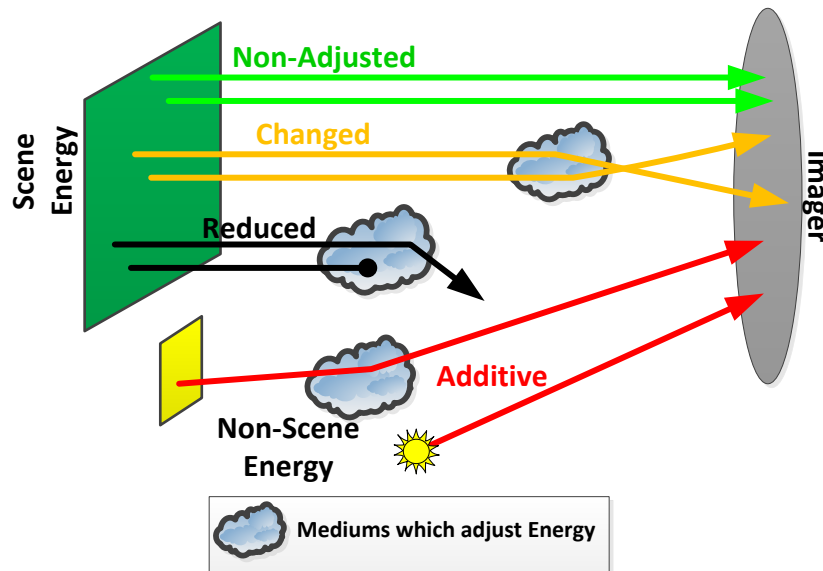 Non-Adjusted
Scene
Energy
Changed
Imager
Reduced
Additive
Non-Scene
Energy
Mediums which adjust Energy